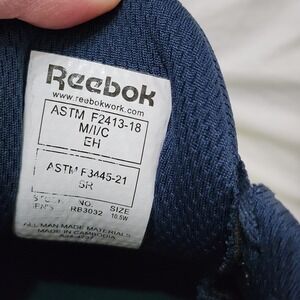 Reebok
www.reebokwork.com
ASTM F2413-18
M/I/C
EH
ASTM F3445-21
SR
NO. SIZE
RB3032 10.5W
ALL MAN MADE MATERIALS
MADE IN CAMBODIA